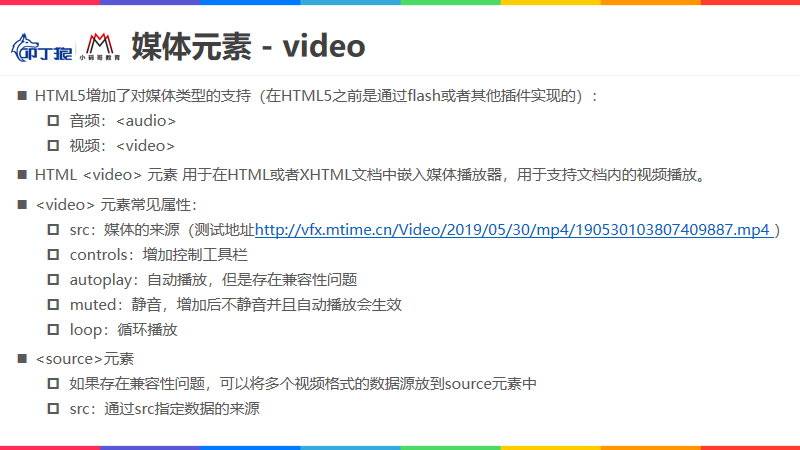 叩丁狼
小码哥教育
媒体元素 - video
HTML5增加了对媒体类型的支持（在HTML5之前是通过flash或者其他插件实现的）:
音频：<audio>
视频：<video>
HTML <video> 元素 用于在HTML或者XHTML文档中嵌入媒体播放器，用于支持文档内的视频播放。
<video> 元素常见属性：
src：媒体的来源（测试地址http://vfx.mtime.cn/Video/2019/05/30/mp4/190530103807409887.mp4 ）
controls：增加控制工具栏
autoplay：自动播放，但是存在兼容性问题
muted：静音，增加后不静音并且自动播放会生效
loop：循环播放
<source>元素
如果存在兼容性问题，可以将多个视频格式的数据源放到source元素中
src：通过src指定数据的来源